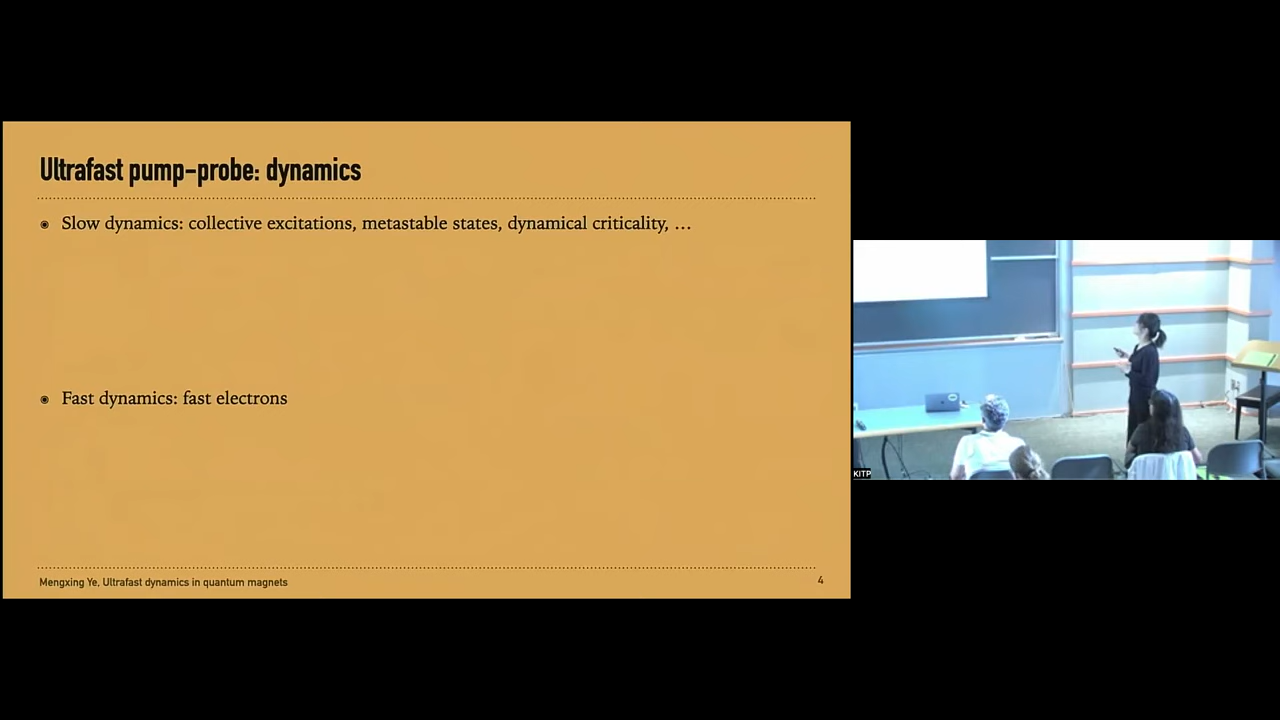 Ultrafast pump-probe: dynamics
◉ Slow dynamics: collective excitations, metastable states, dynamical criticality, …
◉ Fast dynamics: fast electrons
Mengxing Ye, Ultrafast dynamics in quantum magnets
4
KITP